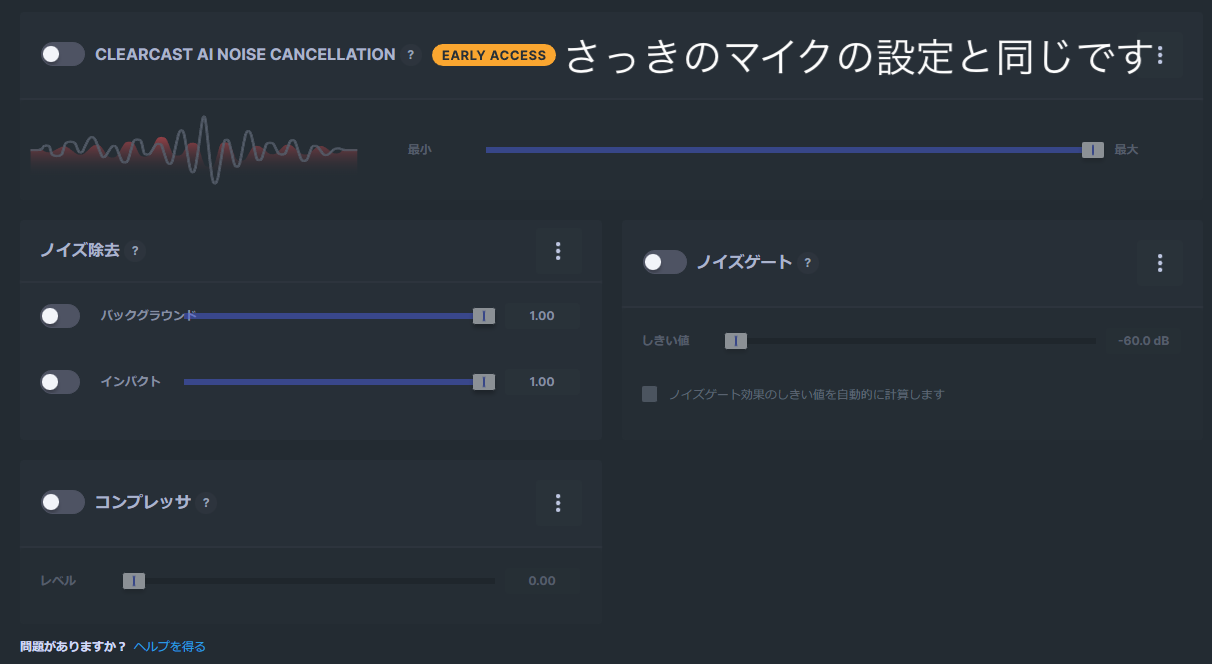 CLEARCAST AI NOISE CANCELLATION ? EARLY ACCESS さっきのマイクの設定と同じです
最小 最大
ノイズ除去 ?
バックグラウンド 1.00
インパクト 1.00
ノイズゲート ?
しきい値 -60.0 dB
ノイズゲート効果のしきい値を自動的に計算します
コンプレッサ ?
レベル 0.00
問題がありますか？ ヘルプを得る